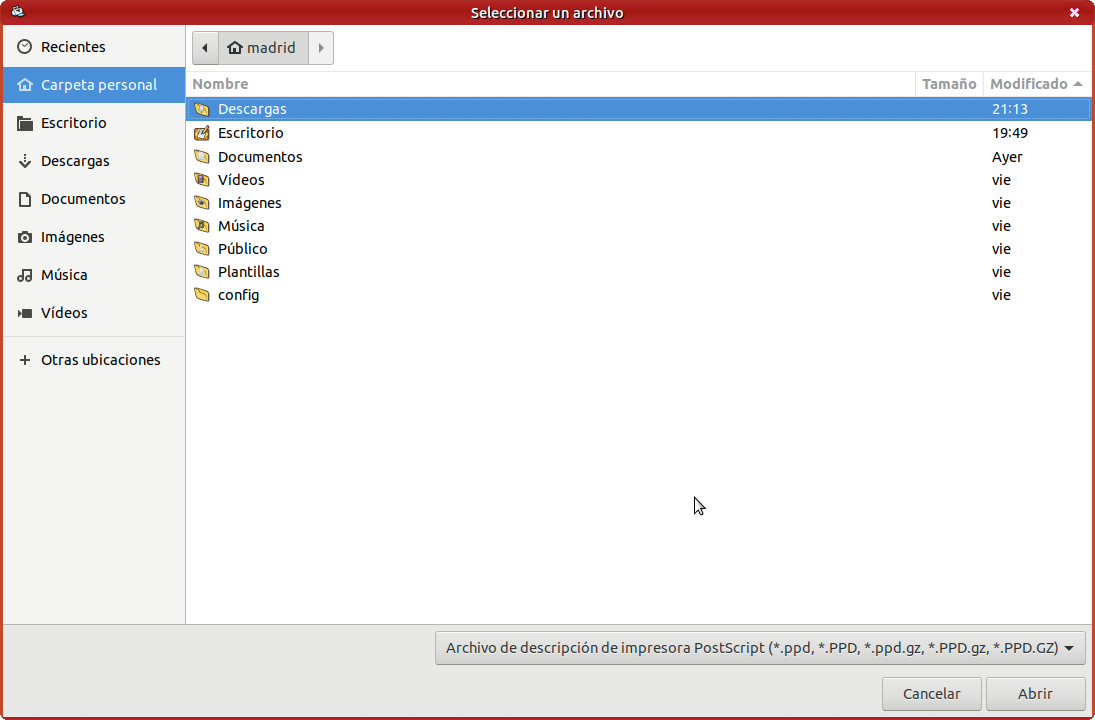 Seleccionar un archivo
Recientes
Carpeta personal
Escritorio
Descargas
Documentos
Imágenes
Música
Vídeos
Otras ubicaciones
madrid
Nombre Tamaño Modificado
Descargas 21:13
Escritorio 19:49
Documentos Ayer
Vídeos vie
Imágenes vie
Música vie
Público vie
Plantillas vie
config vie
Archivo de descripción de impresora PostScript (*.ppd, *.PPD, *.ppd.gz, *.PPD.gz, *.PPD.GZ)
Cancelar Abrir